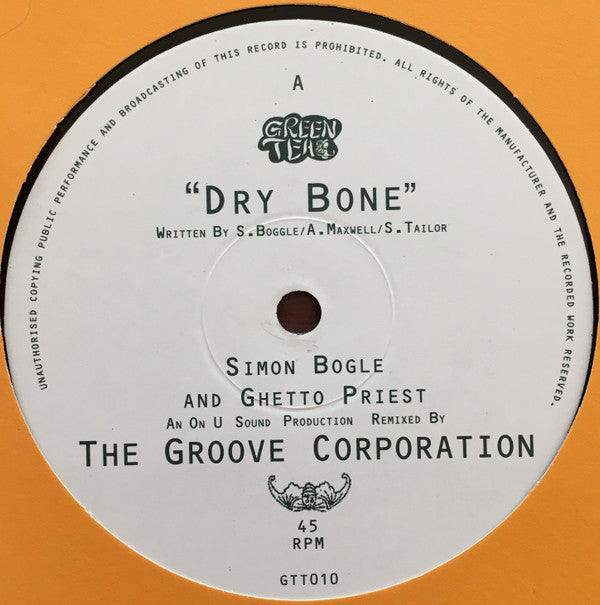 UNAUTHORISED COPYING PUBLIC PERFORMANCE AND BROADCASTING OF THIS RECORD IS PROHIBITED. ALL RIGHTS OF THE MANUFACTURER AND THE RECORDED WORK RESERVED.
A
GREEN
TEA
“DRY BONE”
WRITTEN BY S.BOGGLE/A.MAXWELL/S.TAILOR
SIMON BOGLE
AND GHETTO PRIEST
AN ON U SOUND PRODUCTION REMIXED BY
THE GROOVE CORPORATION
45
RPM
GTT010